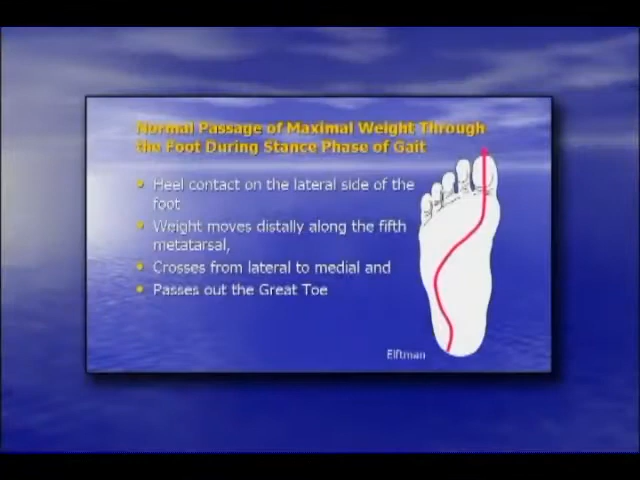 Normal Passage of Maximal Weight Through
the Foot During Stance Phase of Gait
Heel contact on the lateral side of the
foot
Weight moves distally along the fifth
metatarsal,
Crosses from lateral to medial and
Passes out the Great Toe
Elftman